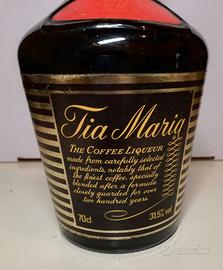 Tia Maria
THE COFFEE LIQUEUR
made from carefully selected
ingredients, notably that of
the finest coffee, specially
blended after a formula
closely guarded for over
two hundred years.
70cl
31.5% vol
subito